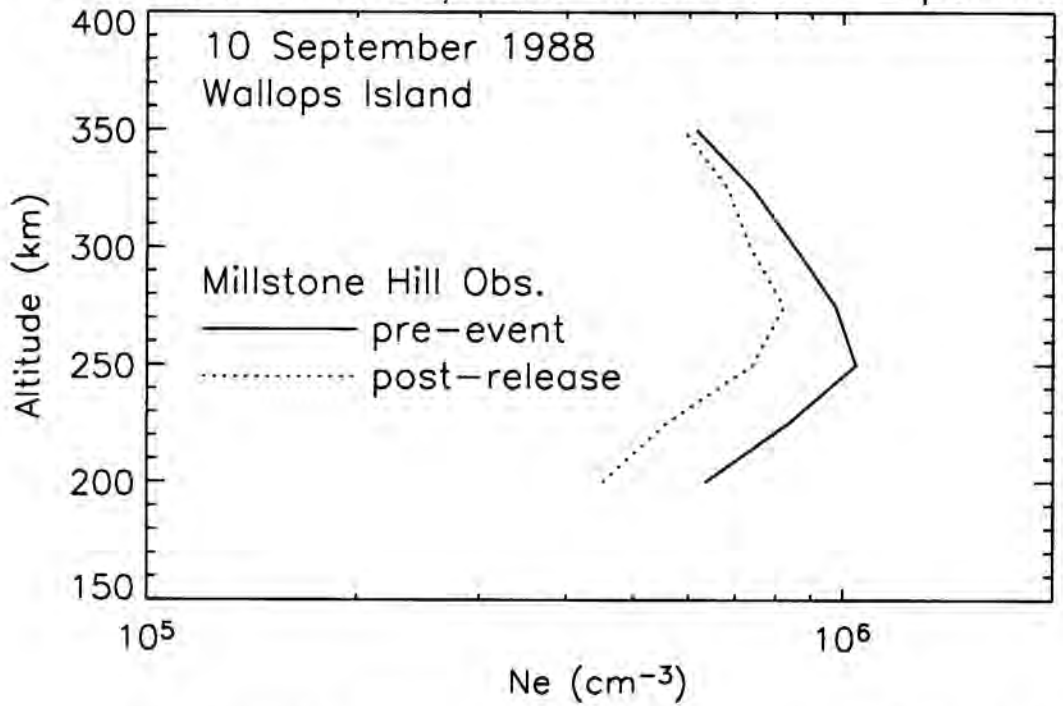 400
350
300
250
200
150
Altitude (km)
10 September 1988
Wallops Island
Millstone Hill Obs.
pre-event
post-release
10⁵
10⁶
Ne (cm⁻³)